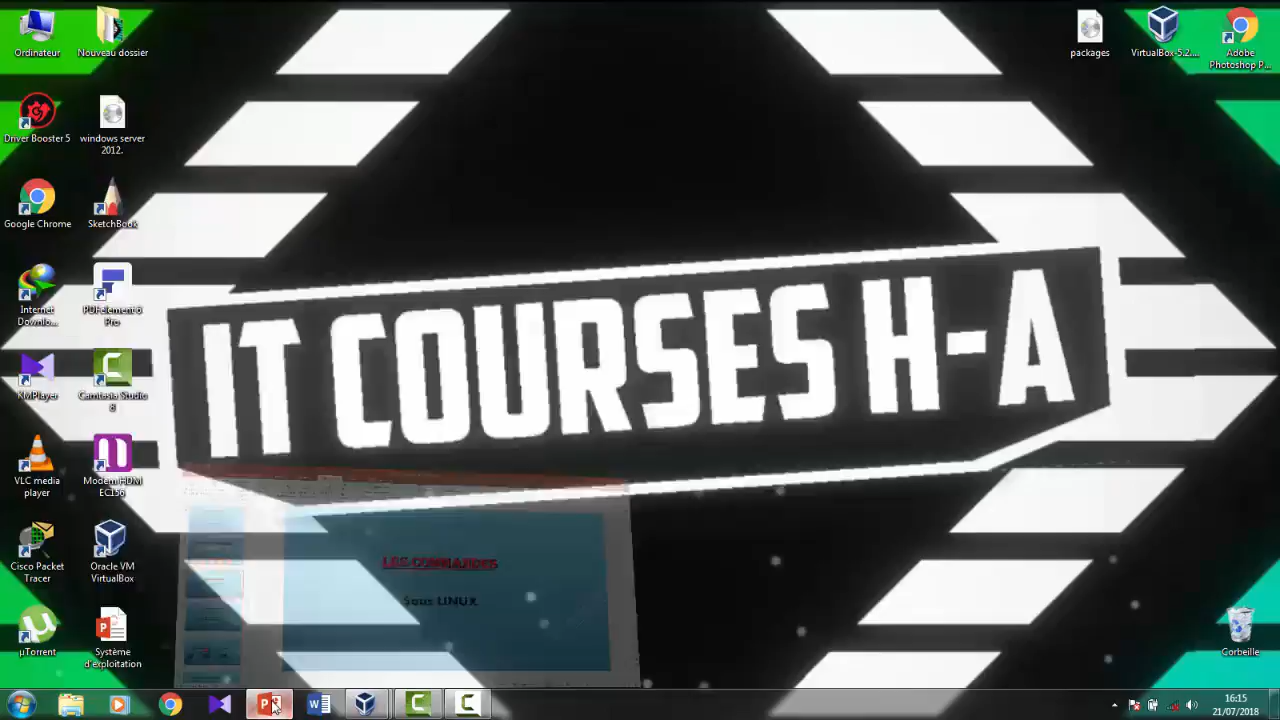 Ordinateur
Nouveau dossier
packages
VirtualBox-5.2....
Adobe
Photoshop P...
Driver Booster 5
windows server
2012.
Google Chrome
SketchBook
Internet
Downlo...
PDFelement 6
Pro
KMPlayer
Camtasia Studio
8
IT COURSES H-A
VLC media
player
Modem HDM
EC156
LES COMMANDES
Sous LINUX
Cisco Packet
Tracer
Oracle VM
VirtualBox
µTorrent
Système
d'exploitation
Corbeille
16:15
21/07/2018